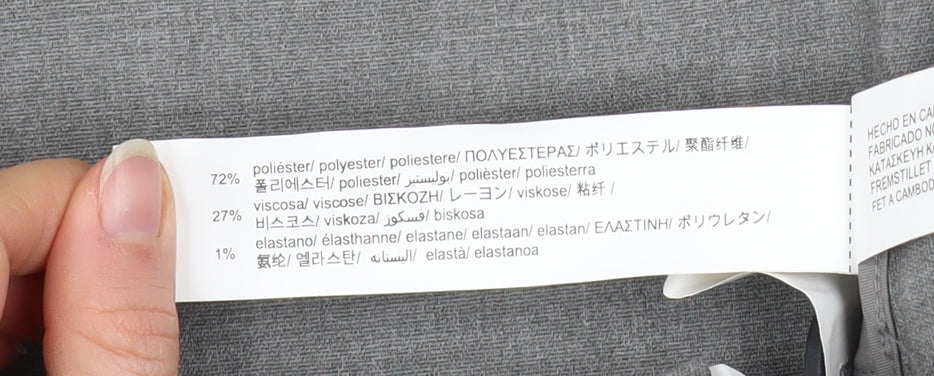 72% poliéster/ polyester/ poliestere/ ΠΟΛΥΕΣΤΕΡΑΣ/ ポリエステル/ 聚酯纤维/
폴리에스터/ poliester/ بوليستير/ polièster/ poliesterra
27% viscosa/ viscose/ ΒΙΣΚΟΖΗ/ レーヨン/ viskose/ 粘纤 /
비스코스/ viskoza/ فسكوز/ biskosa
1% elastano/ élasthanne/ elastane/ elastaan/ elastan/ ΕΛΑΣΤΙΝΗ/ ポリウレタン/
氨纶/ 엘라스탄/ اليستانه/ elastà/ elastanoa
HECHO EN CA
FABRICADO NO
ΚΑΤΑΣΚΕΥΗ ΚΑ
FREMSTILLET
FET A CAMBOD